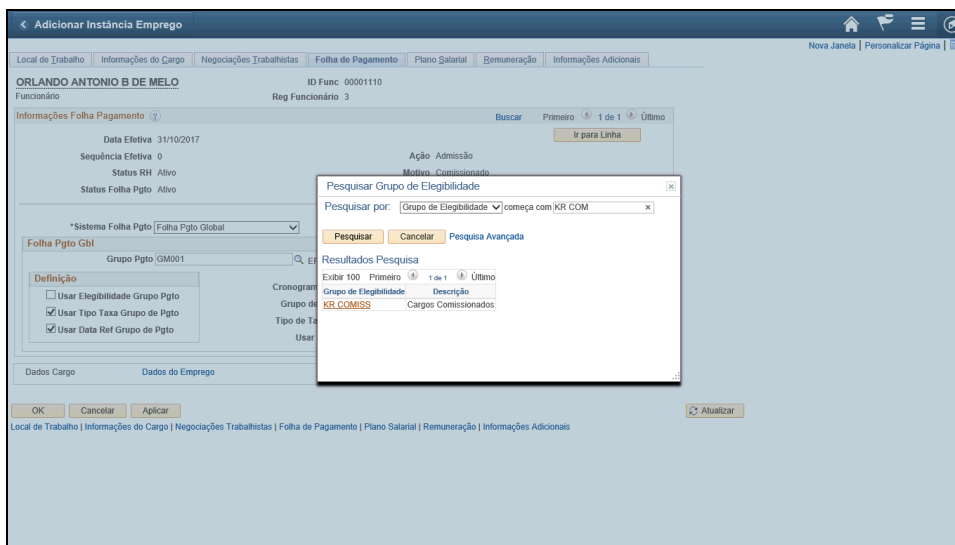 Adicionar Instância Emprego
Nova Janela | Personalizar Página |
Local de Trabalho Informações do Cargo Negociações Trabalhistas Folha de Pagamento Plano Salarial Remuneração Informações Adicionais
ORLANDO ANTONIO B DE MELO ID Func 00001110
Funcionário Reg Funcionário 3
Informações Folha Pagamento ? Buscar Primeiro 1 de 1 Último
Data Efetiva 31/10/2017 Ir para Linha
Sequência Efetiva 0 Ação Admissão
Status RH Ativo Motivo Comissionado
Status Folha Pgto Ativo
*Sistema Folha Pgto Folha Pgto Global
Folha Pgto Gbl
Grupo Pgto GM001
Definição
Usar Elegibilidade Grupo Pgto
Usar Tipo Taxa Grupo de Pgto
Usar Data Ref Grupo de Pgto
Grupo de
Tipo de
Usar
Pesquisar Grupo de Elegibilidade
Pesquisar por: Grupo de Elegibilidade começa com KR COM x
Pesquisar Cancelar Pesquisa Avançada
Resultados Pesquisa
Exibir 100 Primeiro 1 de 1 Último
Grupo de Elegibilidade Descrição
KR COMISS Cargos Comissionados
Dados Cargo Dados do Emprego
OK Cancelar Aplicar Atualizar
Local de Trabalho | Informações do Cargo | Negociações Trabalhistas | Folha de Pagamento | Plano Salarial | Remuneração | Informações Adicionais